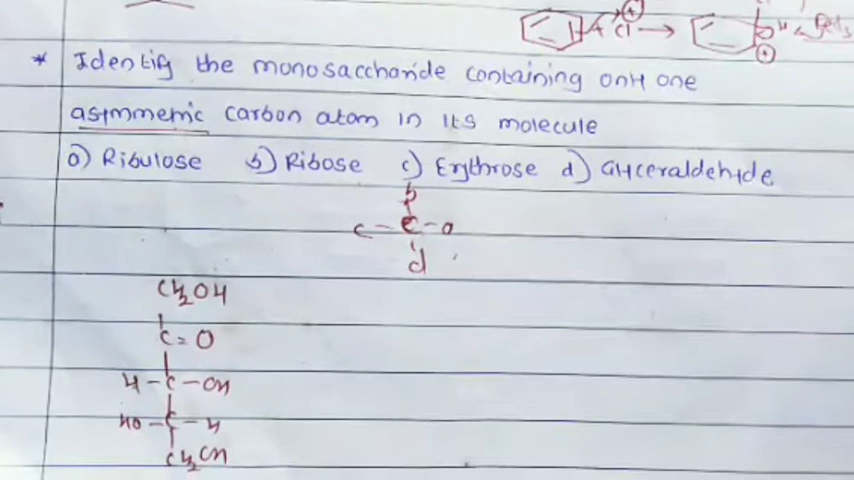 + Cl →
* Identify the monosaccharide containing only one
asymmetric carbon atom in its molecule
a) Ribulose b) Ribose c) Erythrose d) Glyceraldehyde
b
c - C - a
d
CH2OH
C = O
H - C - OH
HO - C - H
CH2OH